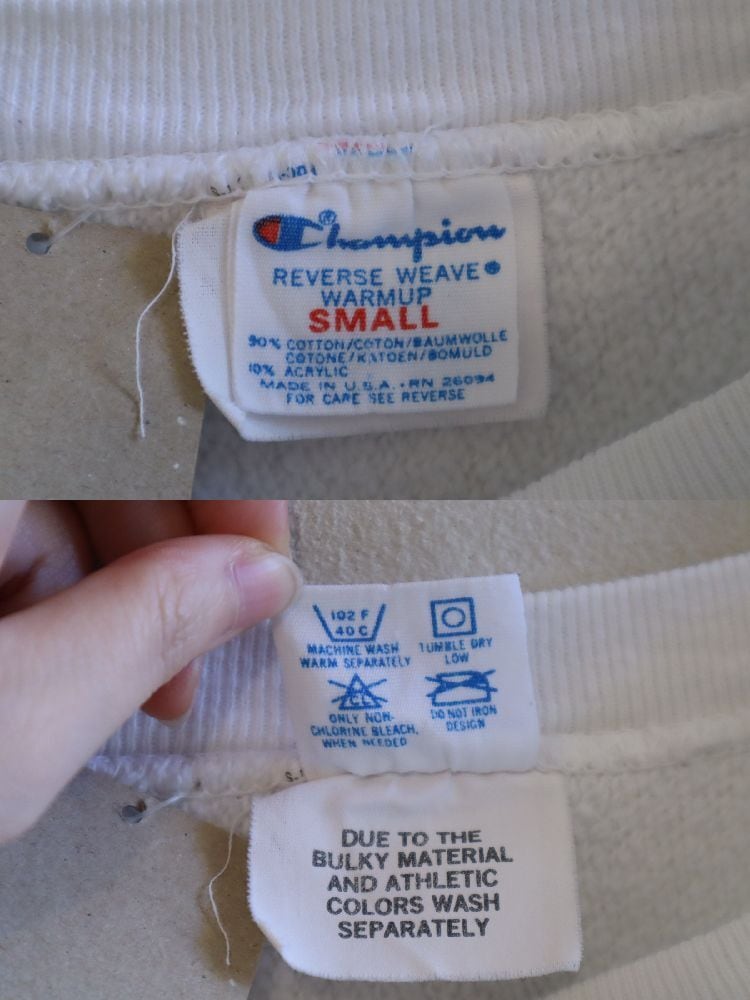 Champion®
REVERSE WEAVE®
WARMUP
SMALL
90% COTTON/COTON/BAUMWOLLE
COTONE/KATOEN/BOMULD
10% ACRYLIC
MADE IN U.S.A. • RN 26094
FOR CARE SEE REVERSE
102 F
40 C
MACHINE WASH
WARM SEPARATELY
TUMBLE DRY
LOW
CL
ONLY NON-
CHLORINE BLEACH,
WHEN NEEDED
DO NOT IRON
DESIGN
DUE TO THE
BULKY MATERIAL
AND ATHLETIC
COLORS WASH
SEPARATELY